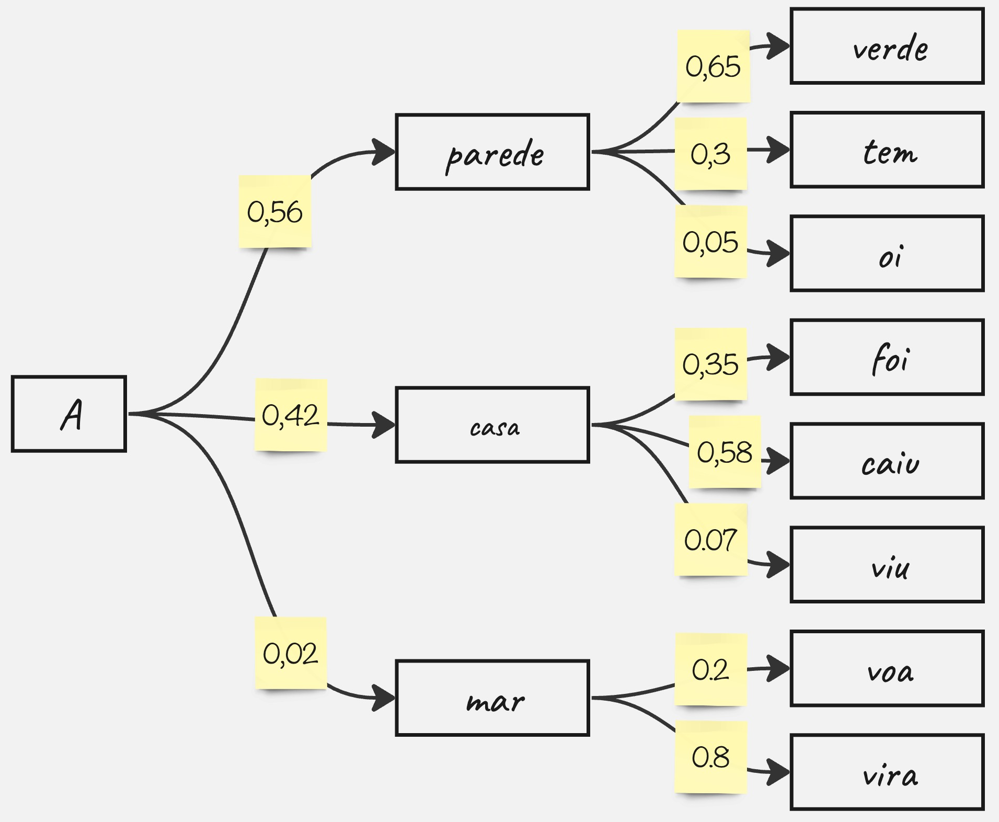 A
0,56
0,42
0,02
parede
casa
mar
0,65
0,3
0,05
0,35
0,58
0.07
0.2
0.8
verde
tem
oi
foi
caiu
viu
voa
vira